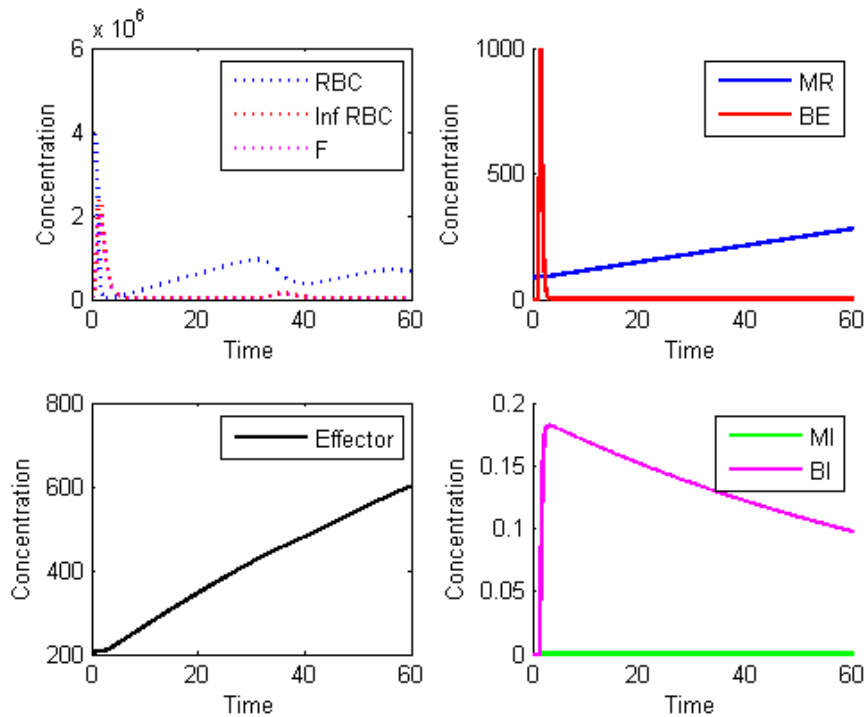 x 10^6
6
4
2
0
0 20 40 60
Concentration
Time
RBC
Inf RBC
F
1000
500
0
0 20 40 60
Concentration
Time
MR
BE
800
600
400
200
0 20 40 60
Concentration
Time
Effector
0.2
0.15
0.1
0.05
0
0 20 40 60
Concentration
Time
MI
BI